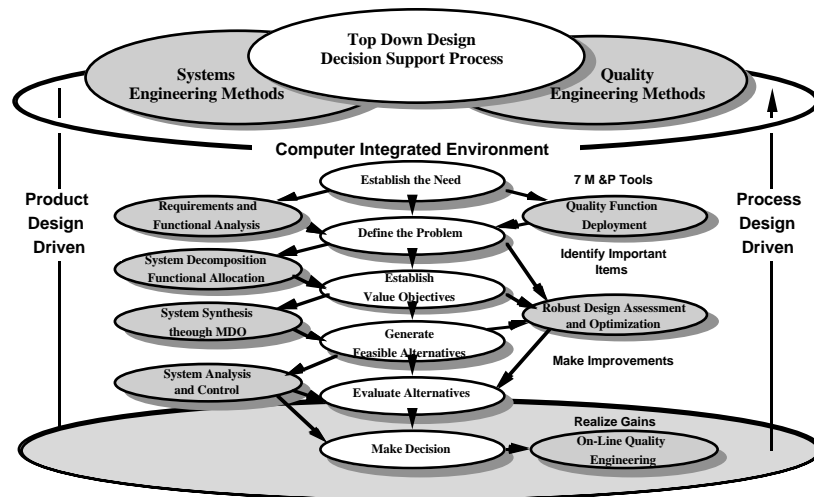 Top Down Design
Decision Support Process
Systems
Engineering Methods
Quality
Engineering Methods
Computer Integrated Environment
Product
Design
Driven
Process
Design
Driven
Establish the Need
7 M &P Tools
Requirements and
Functional Analysis
Quality Function
Deployment
Define the Problem
Identify Important
Items
System Decomposition
Functional Allocation
Establish
Value Objectives
System Synthesis
theough MDO
Robust Design Assessment
and Optimization
Generate
Feasible Alternatives
Make Improvements
System Analysis
and Control
Evaluate Alternatives
Realize Gains
Make Decision
On-Line Quality
Engineering